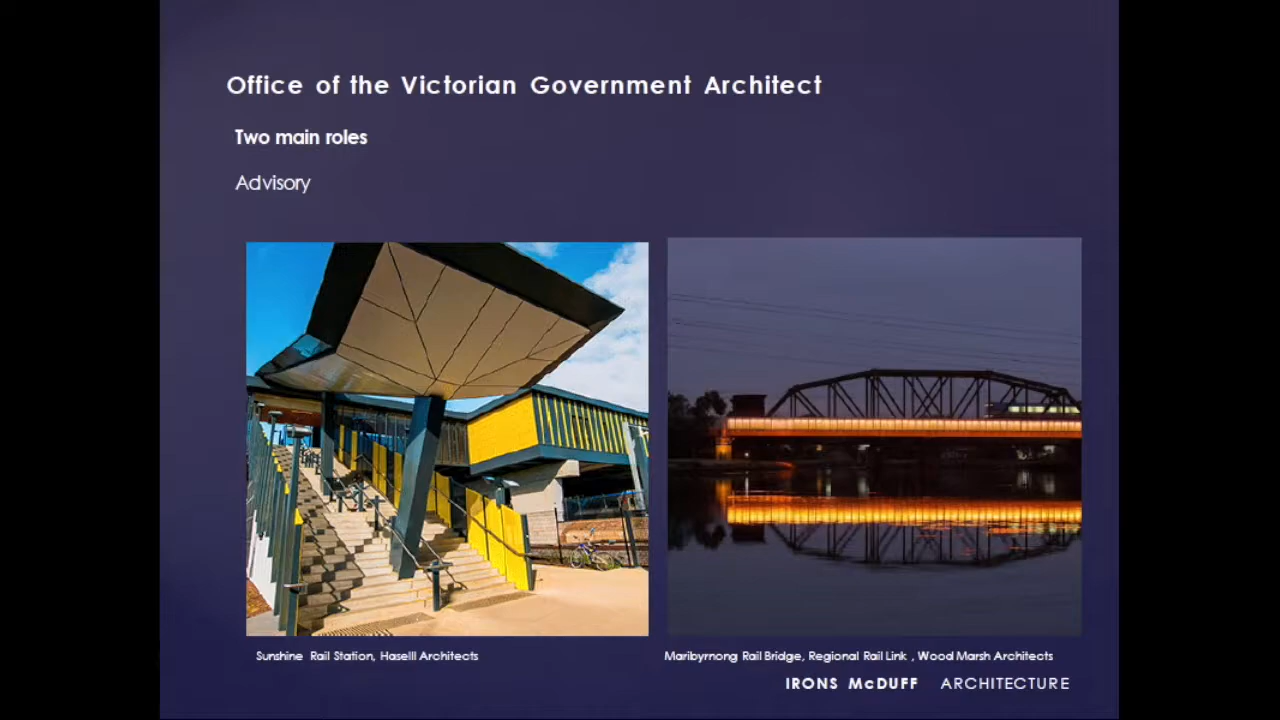 Office of the Victorian Government Architect
Two main roles
Advisory
Sunshine Rail Station, Haselll Architects
Maribyrnong Rail Bridge, Regional Rail Link , Wood Marsh Architects
IRONS McDUFF ARCHITECTURE